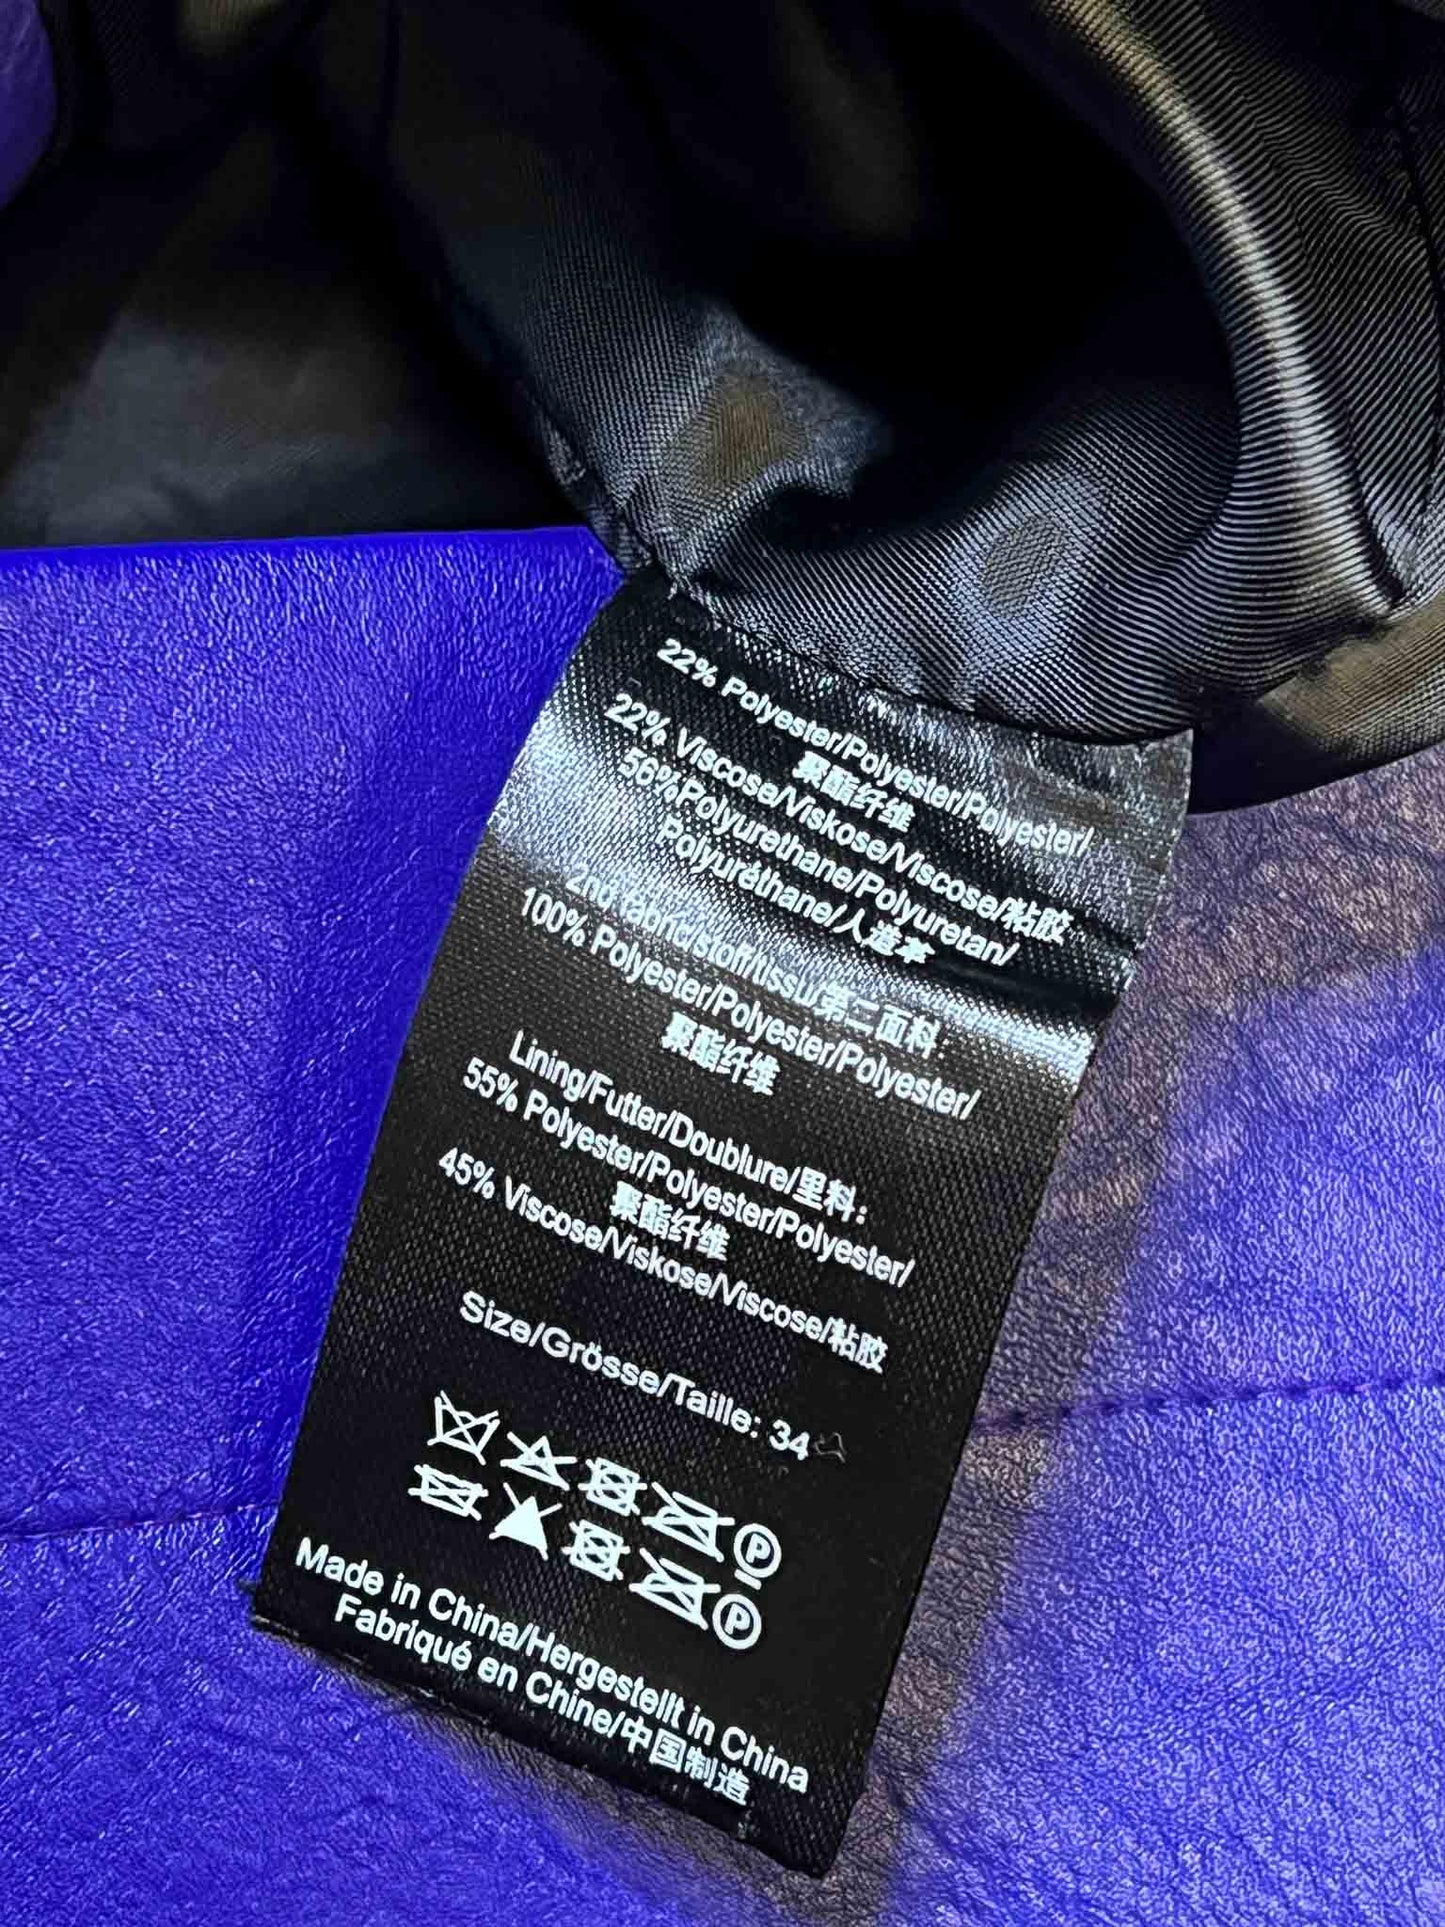 22% Polyester/Polyester/Polyester/
聚酯纤维
22% Viscose/Viskose/Viscose/粘胶
56%Polyurethane/Polyuretan/
Polyuréthane/人造革
2nd fabric/stoff/tissu/第二面料:
100% Polyester/Polyester/Polyester/
聚酯纤维
Lining/Futter/Doublure/里料:
55% Polyester/Polyester/Polyester/
聚酯纤维
45% Viscose/Viskose/Viscose/粘胶
Size/Grösse/Taille: 34
P
P
Made in China/Hergestellt in China
Fabriqué en Chine/中国制造